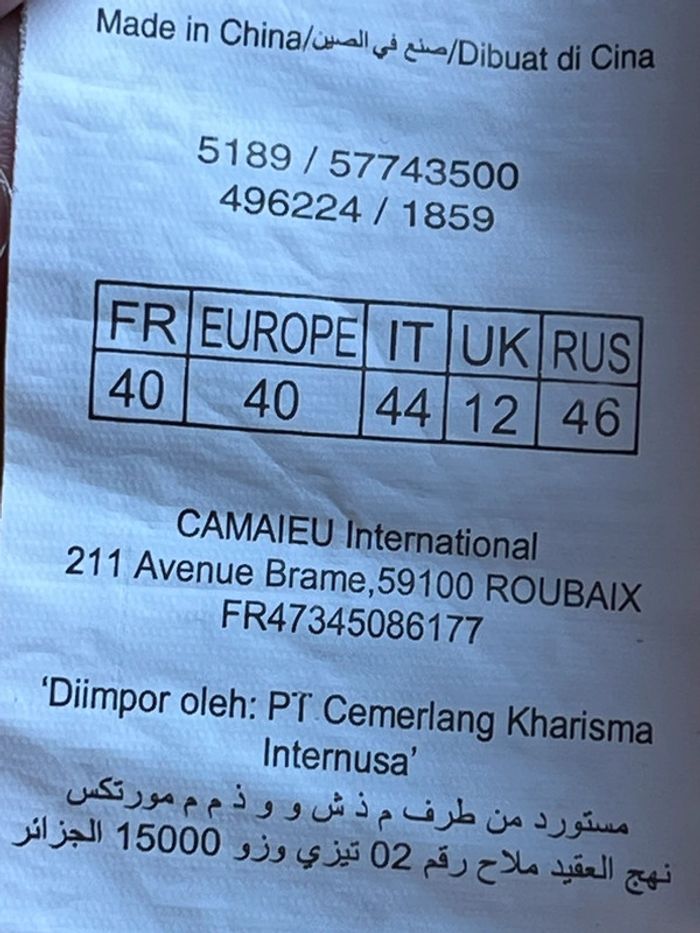 Made in China/صنع في الصين/Dibuat di Cina
5189 / 57743500
496224 / 1859
FR EUROPE IT UK RUS
40 40 44 12 46
CAMAIEU International
211 Avenue Brame,59100 ROUBAIX
FR47345086177
‘Diimpor oleh: PT Cemerlang Kharisma
Internusa’
مستورد من طرف م ذ ش و و ذ م م مورتكس
نهج العقيد ملاح رقم 02 تيزي وزو 15000 الجزائر